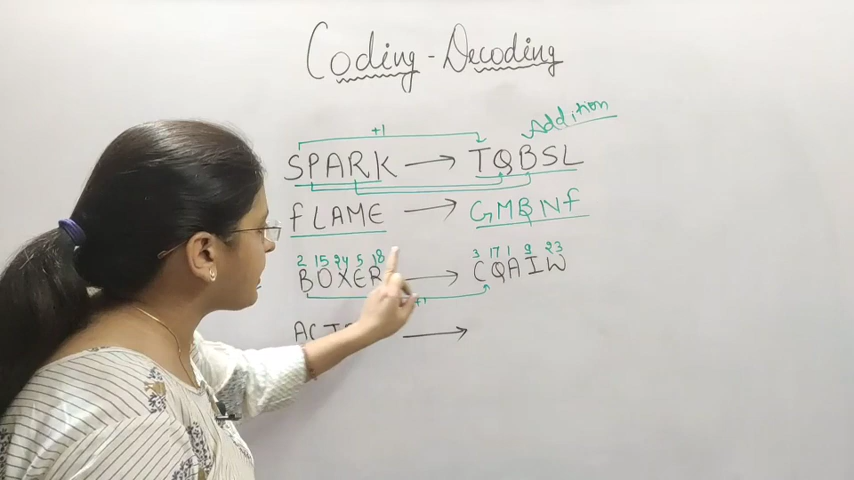 Coding - Decoding
Addition
+1
SPARK → TQBSL
fLAME → GMBNf
2 15 24 5 18 3 17 1 9 23
BOXER → CQAIW
+1
→